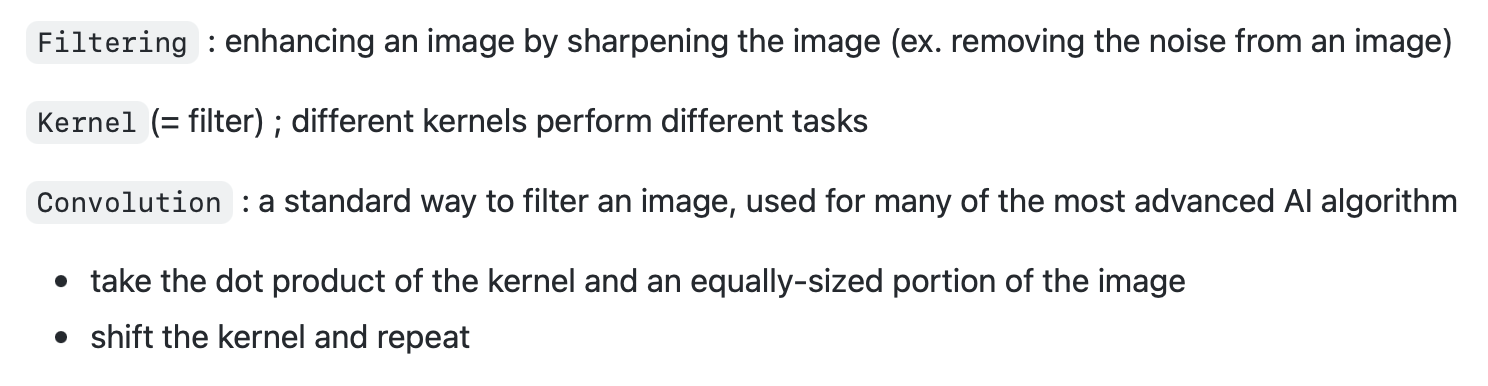 Filtering : enhancing an image by sharpening the image (ex. removing the noise from an image)
Kernel (= filter) ; different kernels perform different tasks
Convolution : a standard way to filter an image, used for many of the most advanced AI algorithm
• take the dot product of the kernel and an equally-sized portion of the image
• shift the kernel and repeat